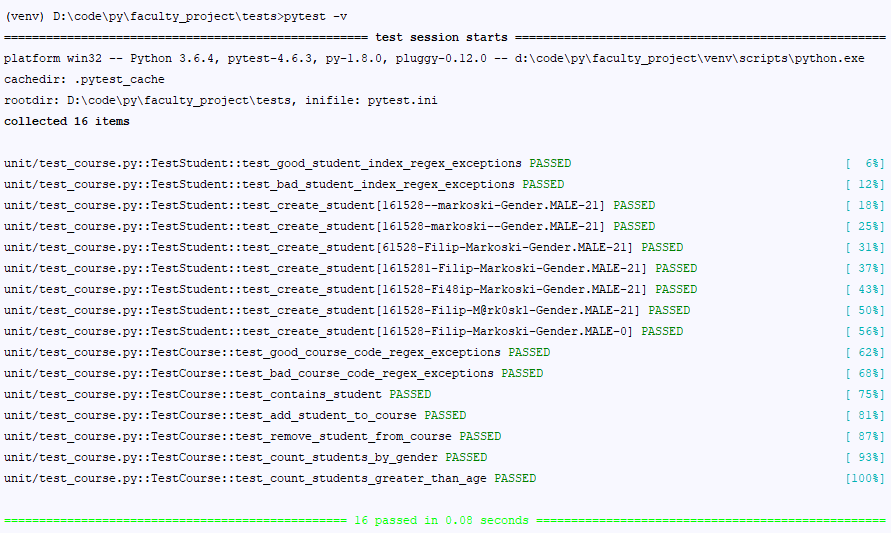 (venv) D:\code\py\faculty_project\tests>pytest -v
==================================================== test session starts =====================================================
platform win32 -- Python 3.6.4, pytest-4.6.3, py-1.8.0, pluggy-0.12.0 -- d:\code\py\faculty_project\venv\scripts\python.exe
cachedir: .pytest_cache
rootdir: D:\code\py\faculty_project\tests, inifile: pytest.ini
collected 16 items
unit/test_course.py::TestStudent::test_good_student_index_regex_exceptions PASSED [  6%]
unit/test_course.py::TestStudent::test_bad_student_index_regex_exceptions PASSED [ 12%]
unit/test_course.py::TestStudent::test_create_student[161528--markoski-Gender.MALE-21] PASSED [ 18%]
unit/test_course.py::TestStudent::test_create_student[161528-markoski--Gender.MALE-21] PASSED [ 25%]
unit/test_course.py::TestStudent::test_create_student[61528-Filip-Markoski-Gender.MALE-21] PASSED [ 31%]
unit/test_course.py::TestStudent::test_create_student[1615281-Filip-Markoski-Gender.MALE-21] PASSED [ 37%]
unit/test_course.py::TestStudent::test_create_student[161528-Fi48ip-Markoski-Gender.MALE-21] PASSED [ 43%]
unit/test_course.py::TestStudent::test_create_student[161528-Filip-M@rk0sk1-Gender.MALE-21] PASSED [ 50%]
unit/test_course.py::TestStudent::test_create_student[161528-Filip-Markoski-Gender.MALE-0] PASSED [ 56%]
unit/test_course.py::TestCourse::test_good_course_code_regex_exceptions PASSED [ 62%]
unit/test_course.py::TestCourse::test_bad_course_code_regex_exceptions PASSED [ 68%]
unit/test_course.py::TestCourse::test_contains_student PASSED [ 75%]
unit/test_course.py::TestCourse::test_add_student_to_course PASSED [ 81%]
unit/test_course.py::TestCourse::test_remove_student_from_course PASSED [ 87%]
unit/test_course.py::TestCourse::test_count_students_by_gender PASSED [ 93%]
unit/test_course.py::TestCourse::test_count_students_greater_than_age PASSED [100%]
================================================= 16 passed in 0.08 seconds ==================================================